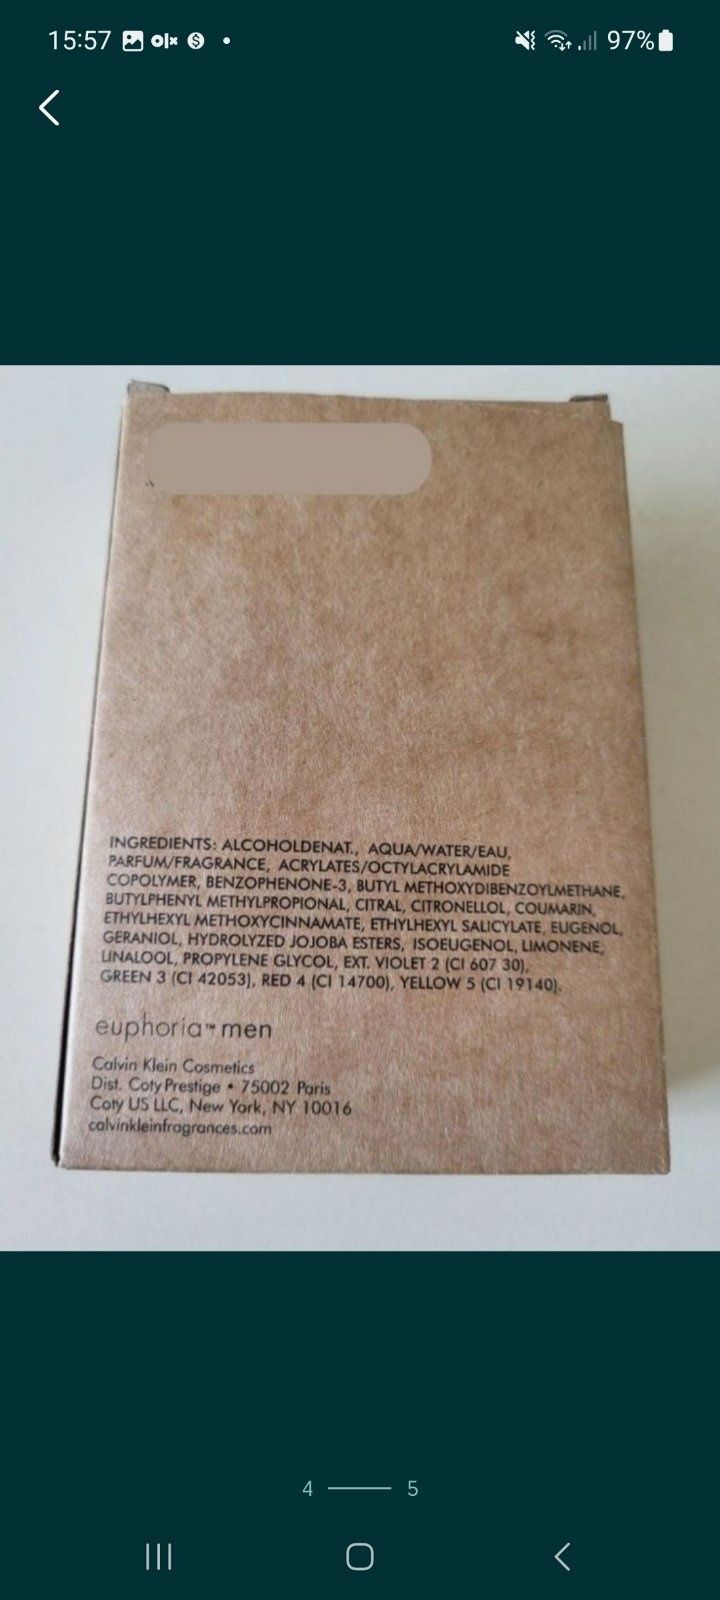 15:57 olx 97%
INGREDIENTS: ALCOHOLDENAT., AQUA/WATER/EAU,
PARFUM/FRAGRANCE, ACRYLATES/OCTYLACRYLAMIDE
COPOLYMER, BENZOPHENONE-3, BUTYL METHOXYDIBENZOYLMETHANE,
BUTYLPHENYL METHYLPROPIONAL, CITRAL, CITRONELLOL, COUMARIN,
ETHYLHEXYL METHOXYCINNAMATE, ETHYLHEXYL SALICYLATE, EUGENOL,
GERANIOL, HYDROLYZED JOJOBA ESTERS, ISOEUGENOL, LIMONENE,
LINALOOL, PROPYLENE GLYCOL, EXT. VIOLET 2 (CI 607 30),
GREEN 3 (CI 42053), RED 4 (CI 14700), YELLOW 5 (CI 19140).
euphoria™ men
Calvin Klein Cosmetics
Dist. Coty Prestige • 75002 Paris
Coty US LLC, New York, NY 10016
calvinkleinfragrances.com
4 5